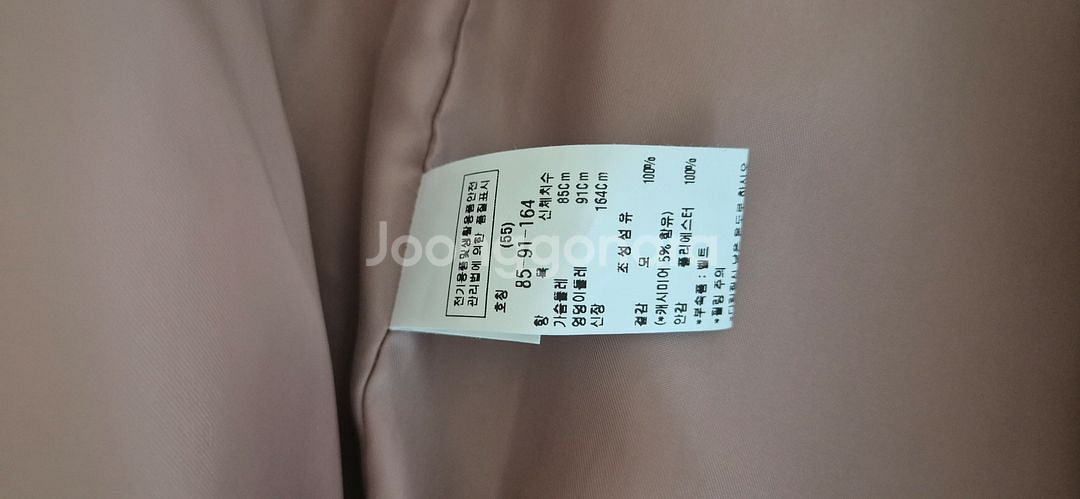 전기용품및생활용품안전
관리법에 의한 품질표시
호칭 (55)
85-91-164
항 목 신체치수
가슴둘레 85Cm
엉덩이둘레 91Cm
신장 164Cm
조성섬유
겉감 모 100%
(*캐시미어 5% 함유)
안감 폴리에스터 100%
*부속품 : 벨트
*필링 주의
Joonggonara